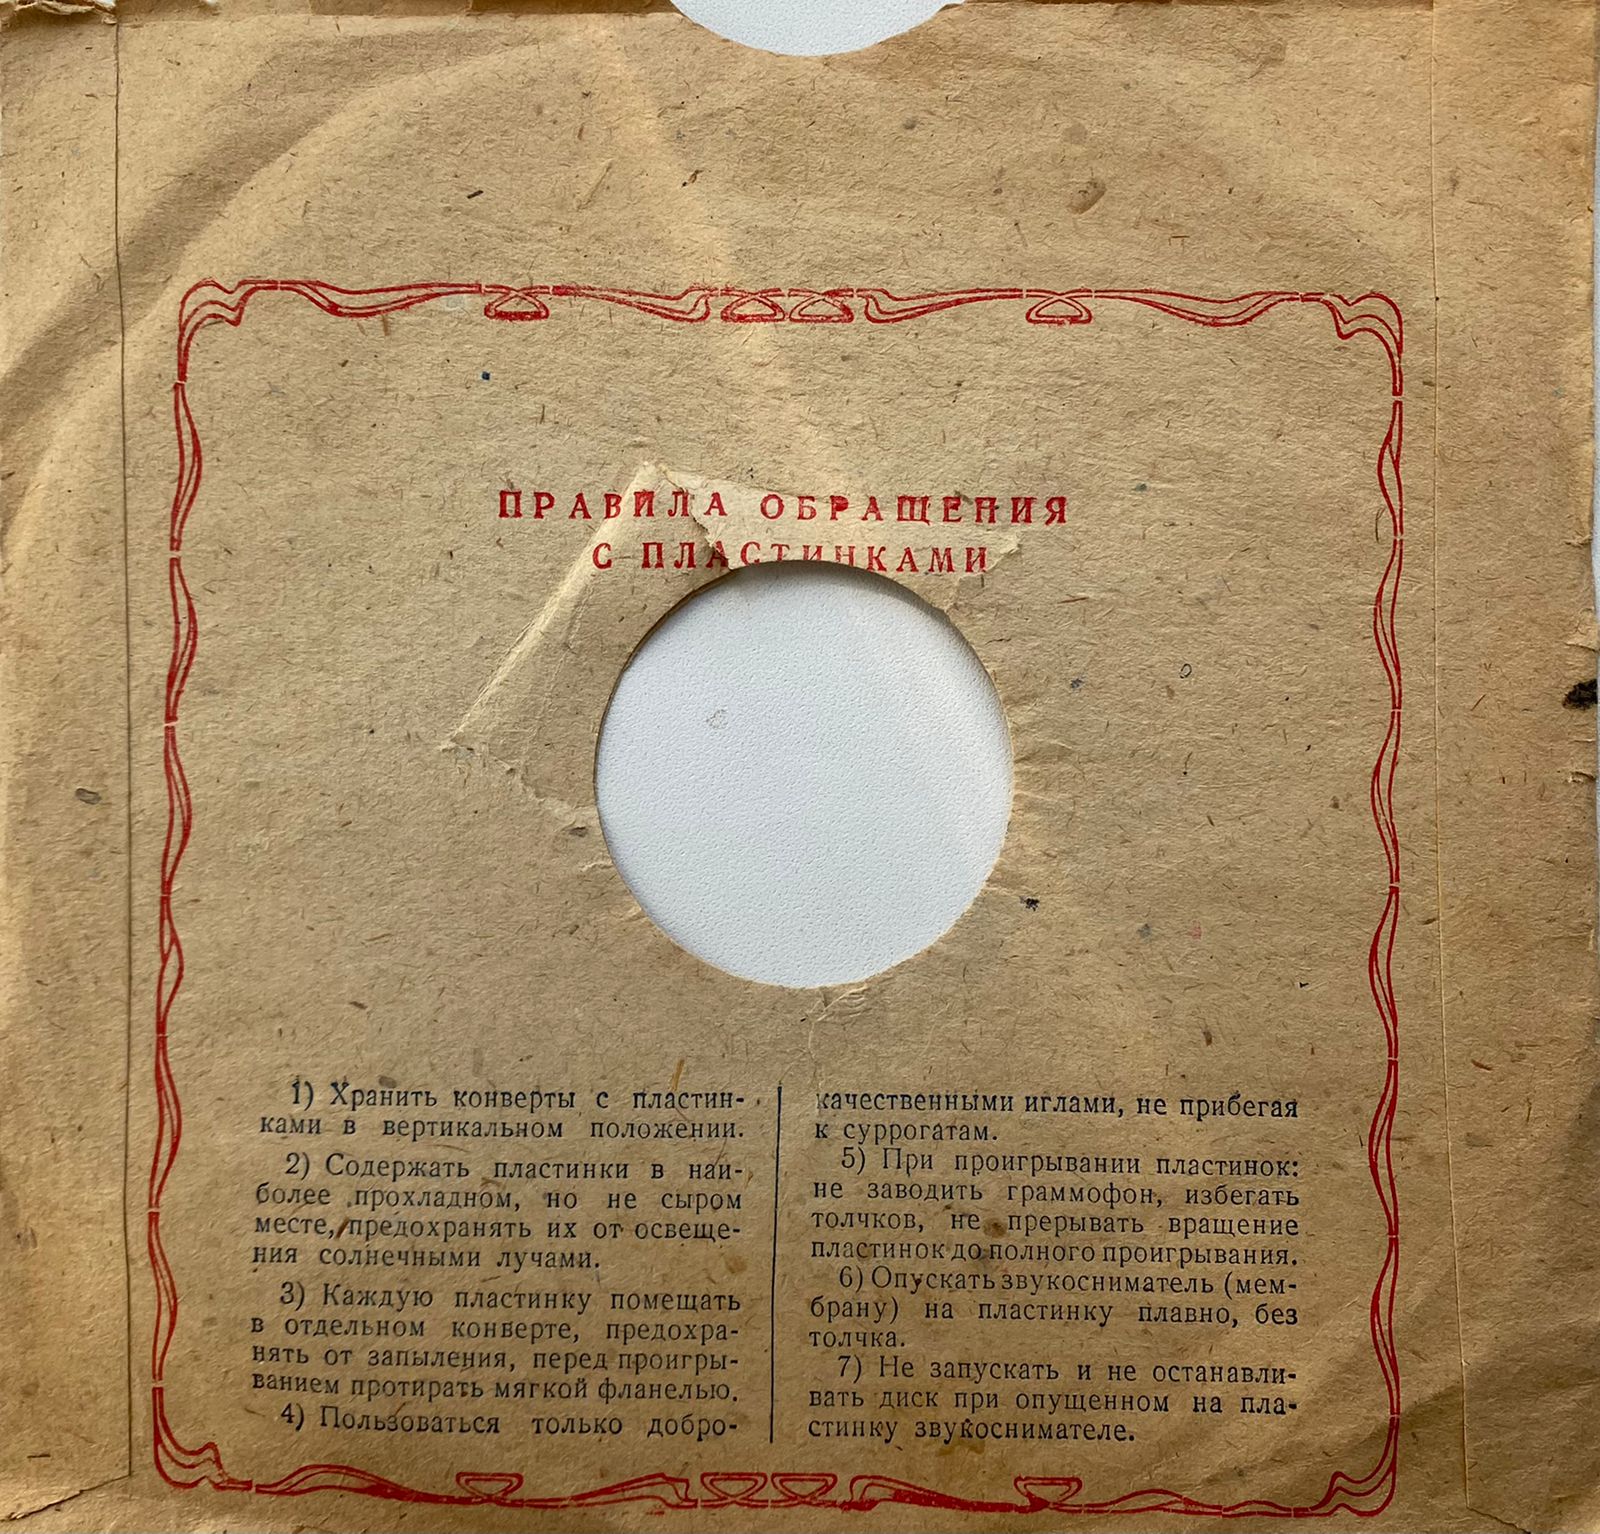 ПРАВИЛА ОБРАЩЕНИЯ
С ПЛАСТИНКАМИ
1) Хранить конверты с пластин-
ками в вертикальном положении.
2) Содержать пластинки в наи-
более прохладном, но не сыром
месте, предохранять их от освеще-
ния солнечными лучами.
3) Каждую пластинку помещать
в отдельном конверте, предохра-
нять от запыления, перед проигры-
ванием протирать мягкой фланелью.
4) Пользоваться только добро-
качественными иглами, не прибегая
к суррогатам.
5) При проигрывании пластинок:
не заводить граммофон, избегать
толчков, не прерывать вращение
пластинок до полного проигрывания.
6) Опускать звукосниматель (мем-
брану) на пластинку плавно, без
толчка.
7) Не запускать и не останавли-
вать диск при опущенном на пла-
стинку звукоснимателе.